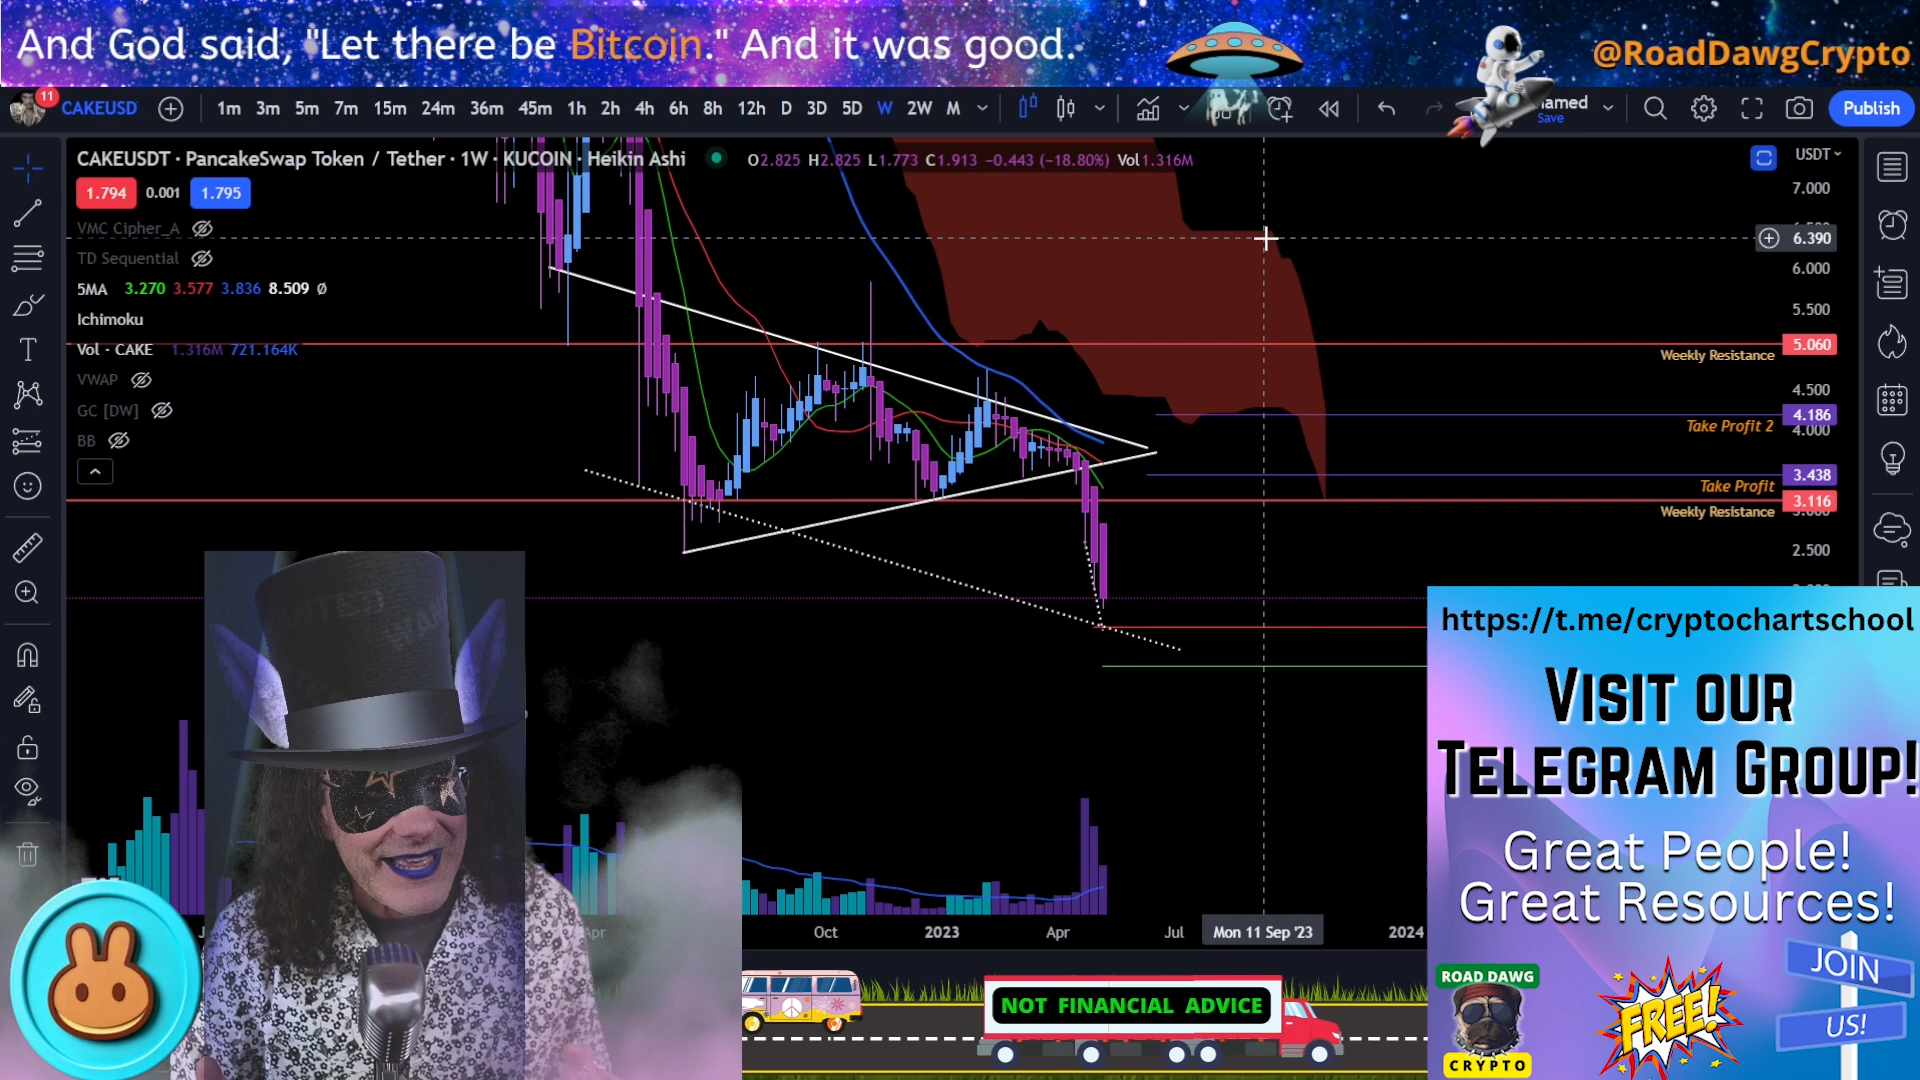 And God said, "Let there be Bitcoin." And it was good.
@RoadDawgCrypto
11
CAKEUSD
1m 3m 5m 7m 15m 24m 36m 45m 1h 2h 4h 6h 8h 12h D 3D 5D W 2W M
amed
Save
Publish
CAKEUSDT · PancakeSwap Token / Tether · 1W · KUCOIN · Heikin Ashi
O2.825 H2.825 L1.773 C1.913 −0.443 (−18.80%) Vol1.316M
USDT
1.794 0.001 1.795
7.000
VMC Cipher_A
6.390
TD Sequential
6.000
5MA 3.270 3.577 3.836 8.509 Ø
5.500
Ichimoku
5.060
Vol · CAKE 1.316M 721.164K
Weekly Resistance
VWAP
4.500
GC [DW]
4.186
Take Profit 2
4.000
BB
3.438
Take Profit
3.116
Weekly Resistance
2.500
https://t.me/cryptochartschool
Visit our
Telegram Group!
Great People!
Great Resources!
Apr
Oct
2023
Apr
Jul
Mon 11 Sep '23
2024
NOT FINANCIAL ADVICE
ROAD DAWG
CRYPTO
FREE!
JOIN
US!